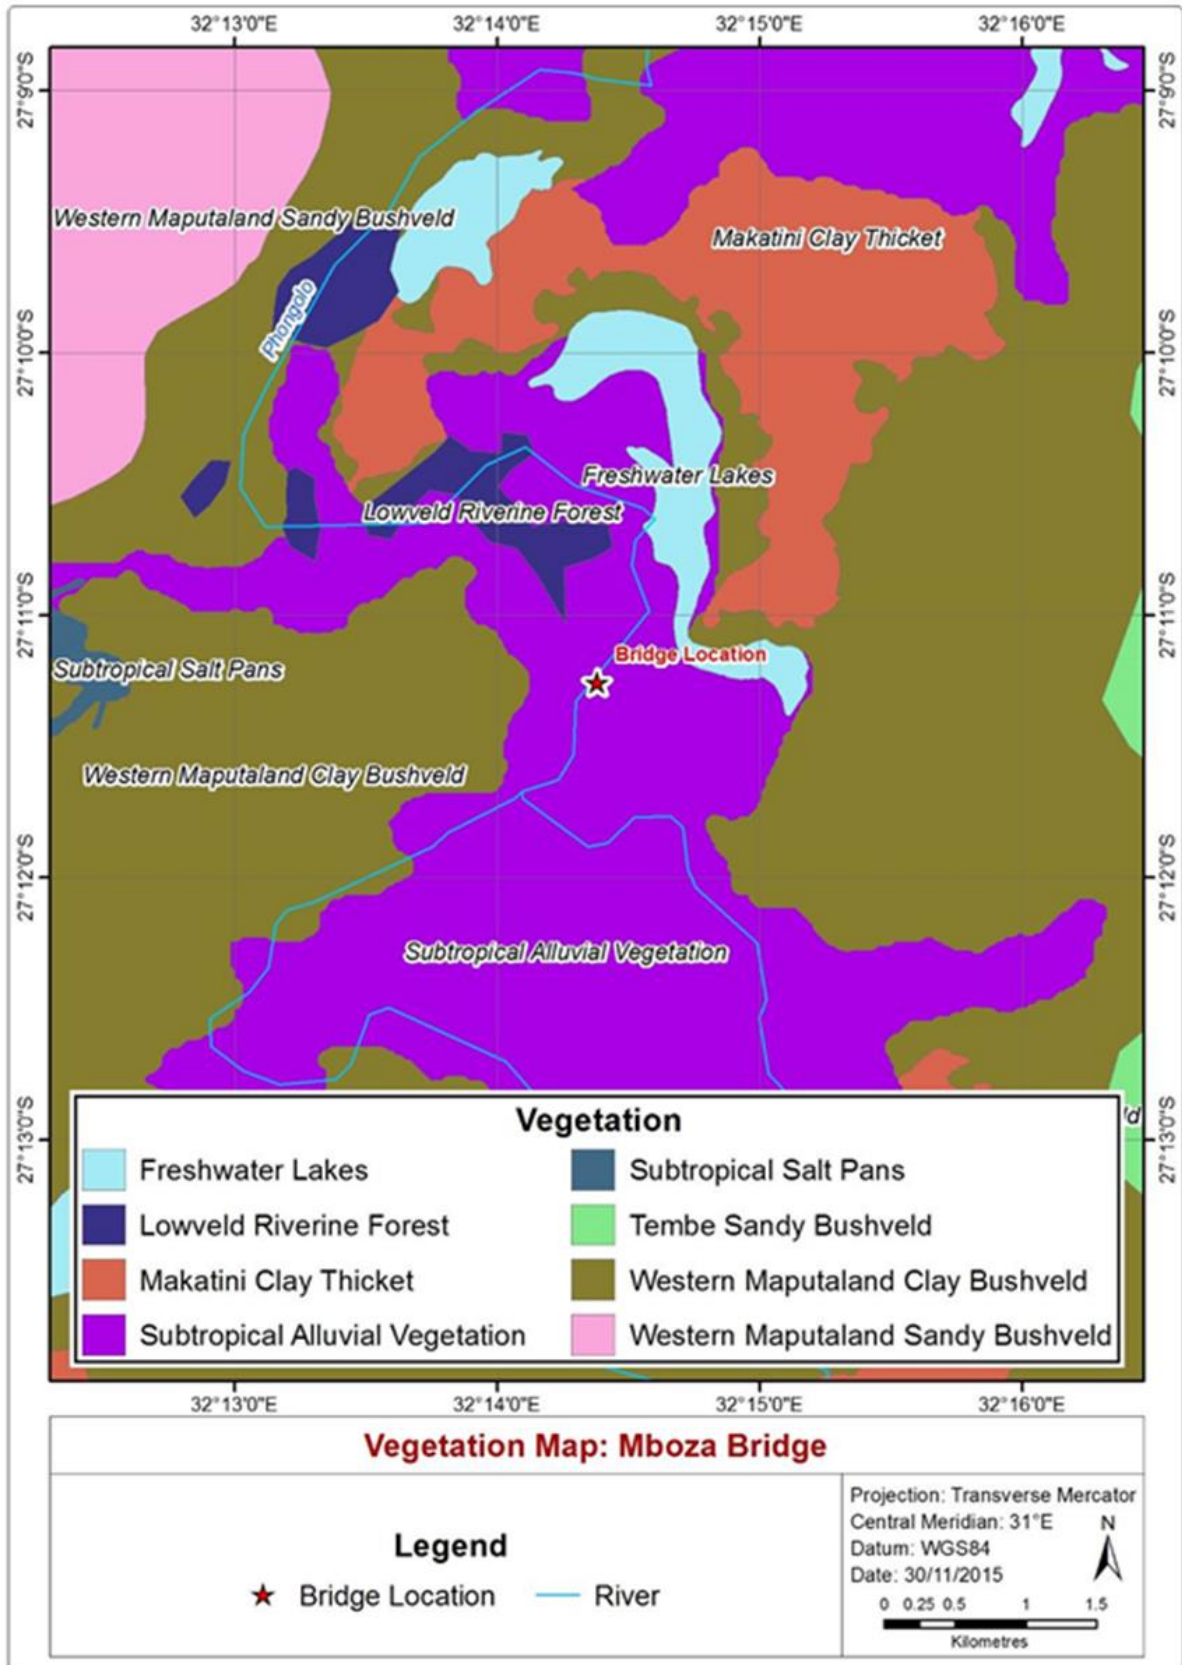 32°13'0"E 32°14'0"E 32°15'0"E 32°16'0"E
27°9'0"S 27°9'0"S
Western Maputaland Sandy Bushveld
Makatini Clay Thicket
Phongolo
27°10'0"S 27°10'0"S
Freshwater Lakes
Lowveld Riverine Forest
27°11'0"S 27°11'0"S
Bridge Location
Subtropical Salt Pans
Western Maputaland Clay Bushveld
27°12'0"S 27°12'0"S
Subtropical Alluvial Vegetation
27°13'0"S ld 27°13'0"S
Vegetation
Freshwater Lakes
Lowveld Riverine Forest
Makatini Clay Thicket
Subtropical Alluvial Vegetation
Subtropical Salt Pans
Tembe Sandy Bushveld
Western Maputaland Clay Bushveld
Western Maputaland Sandy Bushveld
32°13'0"E 32°14'0"E 32°15'0"E 32°16'0"E
Vegetation Map: Mboza Bridge
Legend
Bridge Location River
Projection: Transverse Mercator
Central Meridian: 31°E
Datum: WGS84
Date: 30/11/2015
N
0 0.25 0.5 1 1.5
Kilometres